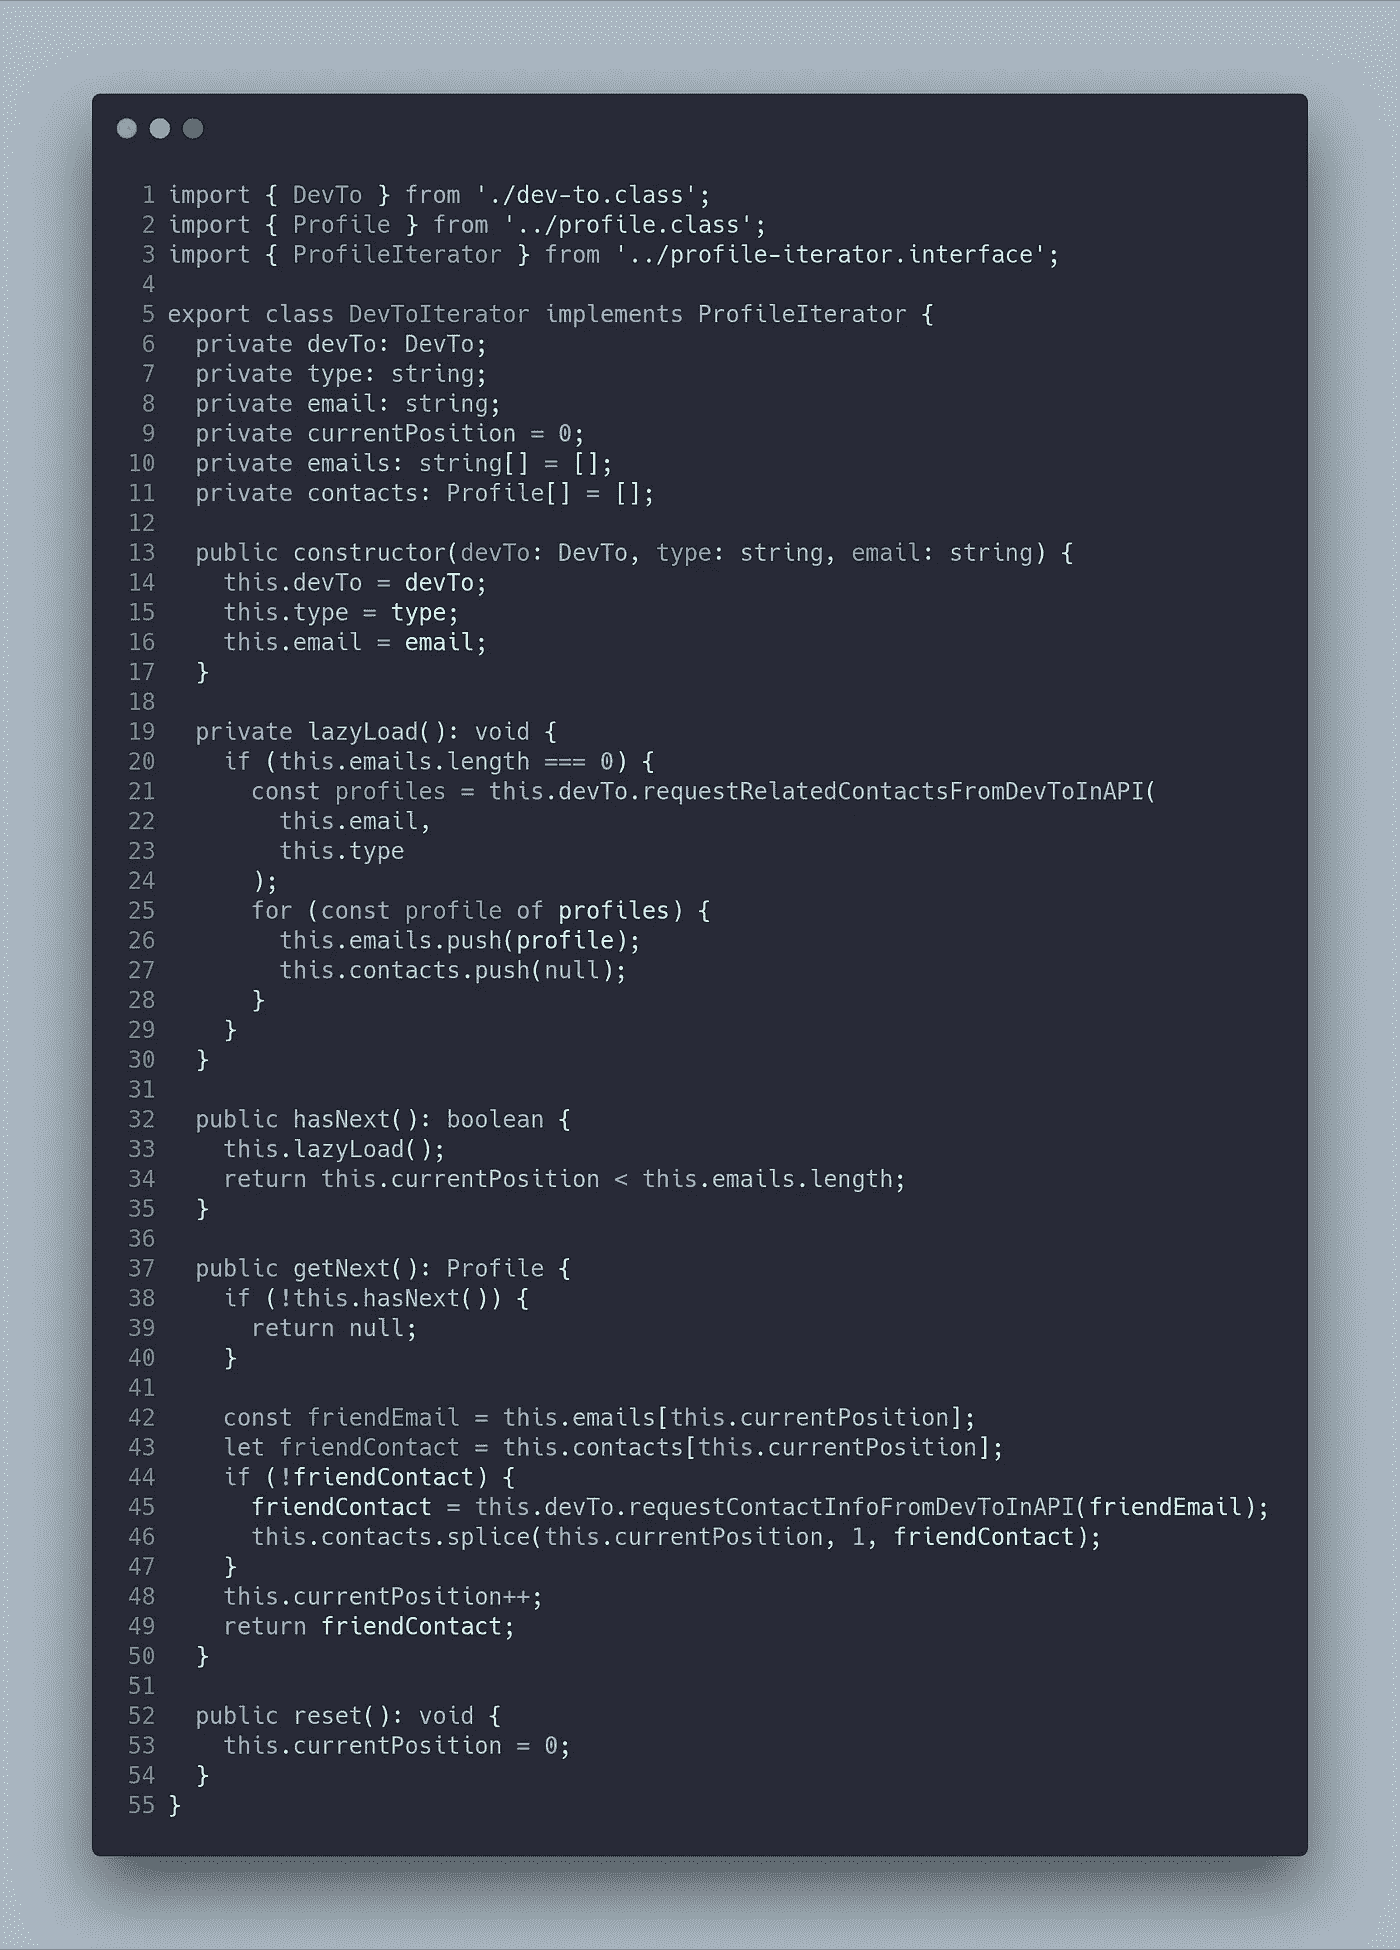 1 import { DevTo } from './dev-to.class';
2 import { Profile } from '../profile.class';
3 import { ProfileIterator } from '../profile-iterator.interface';
4
5 export class DevToIterator implements ProfileIterator {
6   private devTo: DevTo;
7   private type: string;
8   private email: string;
9   private currentPosition = 0;
10   private emails: string[] = [];
11   private contacts: Profile[] = [];
12
13   public constructor(devTo: DevTo, type: string, email: string) {
14     this.devTo = devTo;
15     this.type = type;
16     this.email = email;
17   }
18
19   private lazyLoad(): void {
20     if (this.emails.length === 0) {
21       const profiles = this.devTo.requestRelatedContactsFromDevToInAPI(
22         this.email,
23         this.type
24       );
25       for (const profile of profiles) {
26         this.emails.push(profile);
27         this.contacts.push(null);
28       }
29     }
30   }
31
32   public hasNext(): boolean {
33     this.lazyLoad();
34     return this.currentPosition < this.emails.length;
35   }
36
37   public getNext(): Profile {
38     if (!this.hasNext()) {
39       return null;
40     }
41
42     const friendEmail = this.emails[this.currentPosition];
43     let friendContact = this.contacts[this.currentPosition];
44     if (!friendContact) {
45       friendContact = this.devTo.requestContactInfoFromDevToInAPI(friendEmail);
46       this.contacts.splice(this.currentPosition, 1, friendContact);
47     }
48     this.currentPosition++;
49     return friendContact;
50   }
51
52   public reset(): void {
53     this.currentPosition = 0;
54   }
55 }